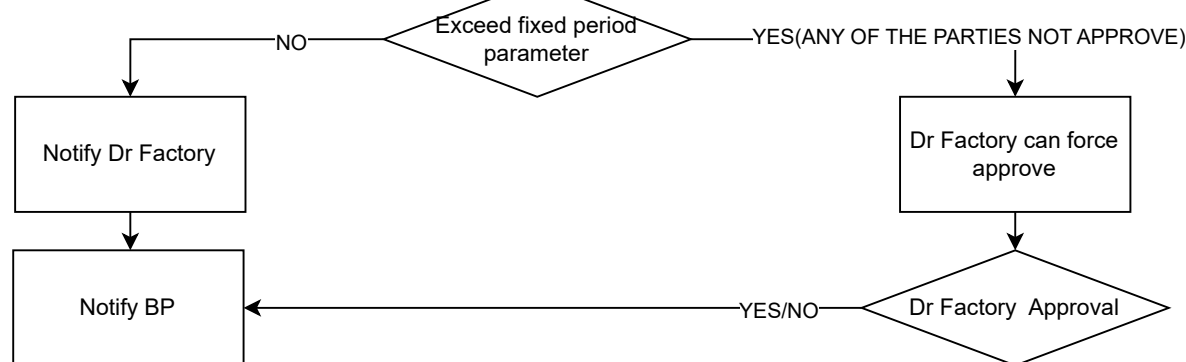 Exceed fixed period
parameter
NO
YES(ANY OF THE PARTIES NOT APPROVE)
Notify Dr Factory
Dr Factory can force
approve
Notify BP
YES/NO
Dr Factory  Approval